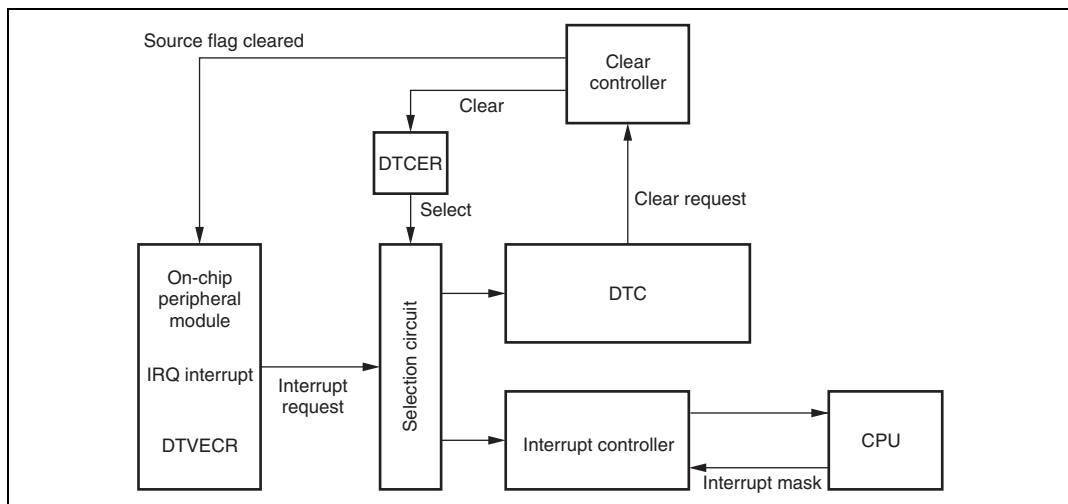 Source flag cleared
Clear
controller
Clear
DTCER
Select
Clear request
On-chip
peripheral
module
IRQ interrupt
DTVECR
Interrupt
request
Selection circuit
DTC
Interrupt controller
CPU
Interrupt mask